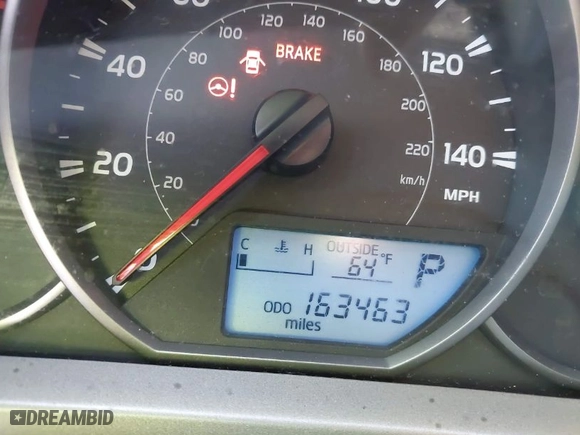 120 140
100 160
80 180
60 200
40 220
20 km/h
BRAKE
40 120
20 140
0 MPH
C H
OUTSIDE
64 °F P
ODO 163463
miles
DREAMBID